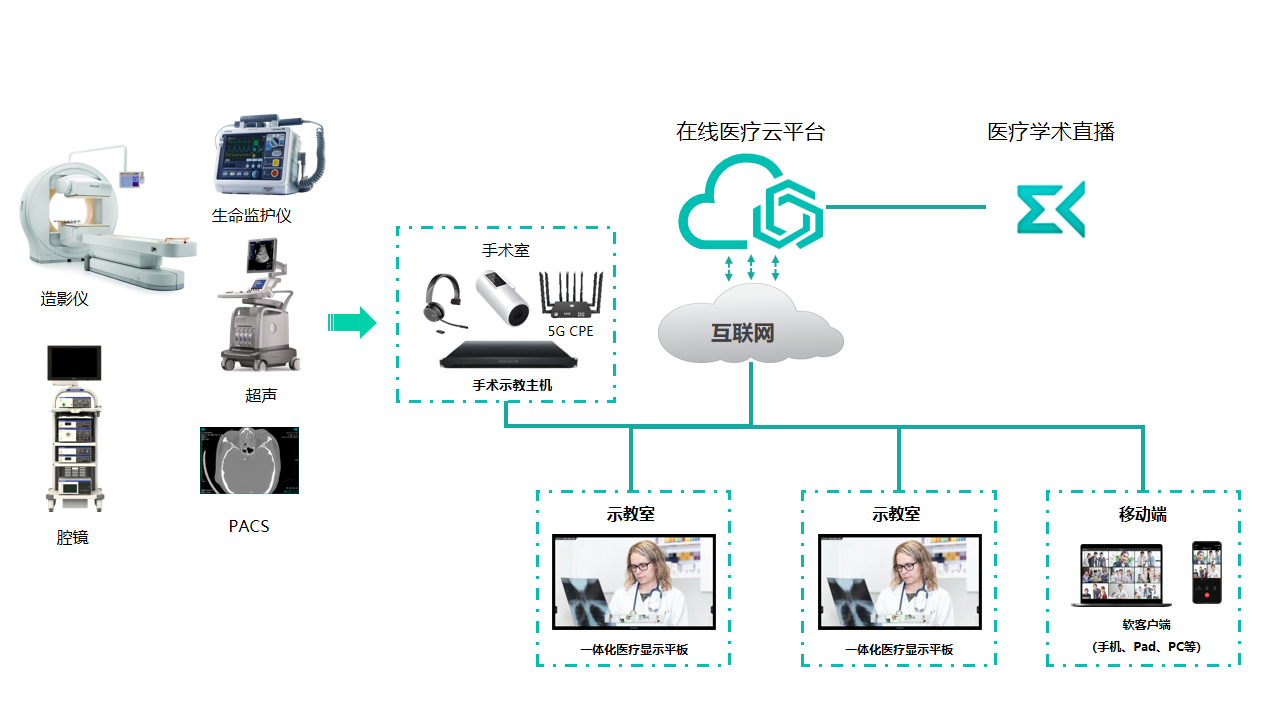 在线医疗云平台
医疗学术直播
生命监护仪
造影仪
手术室
5G CPE
手术示教主机
互联网
超声
腔镜
PACS
示教室
一体化医疗显示平板
示教室
一体化医疗显示平板
移动端
软客户端
(手机、Pad、PC等)